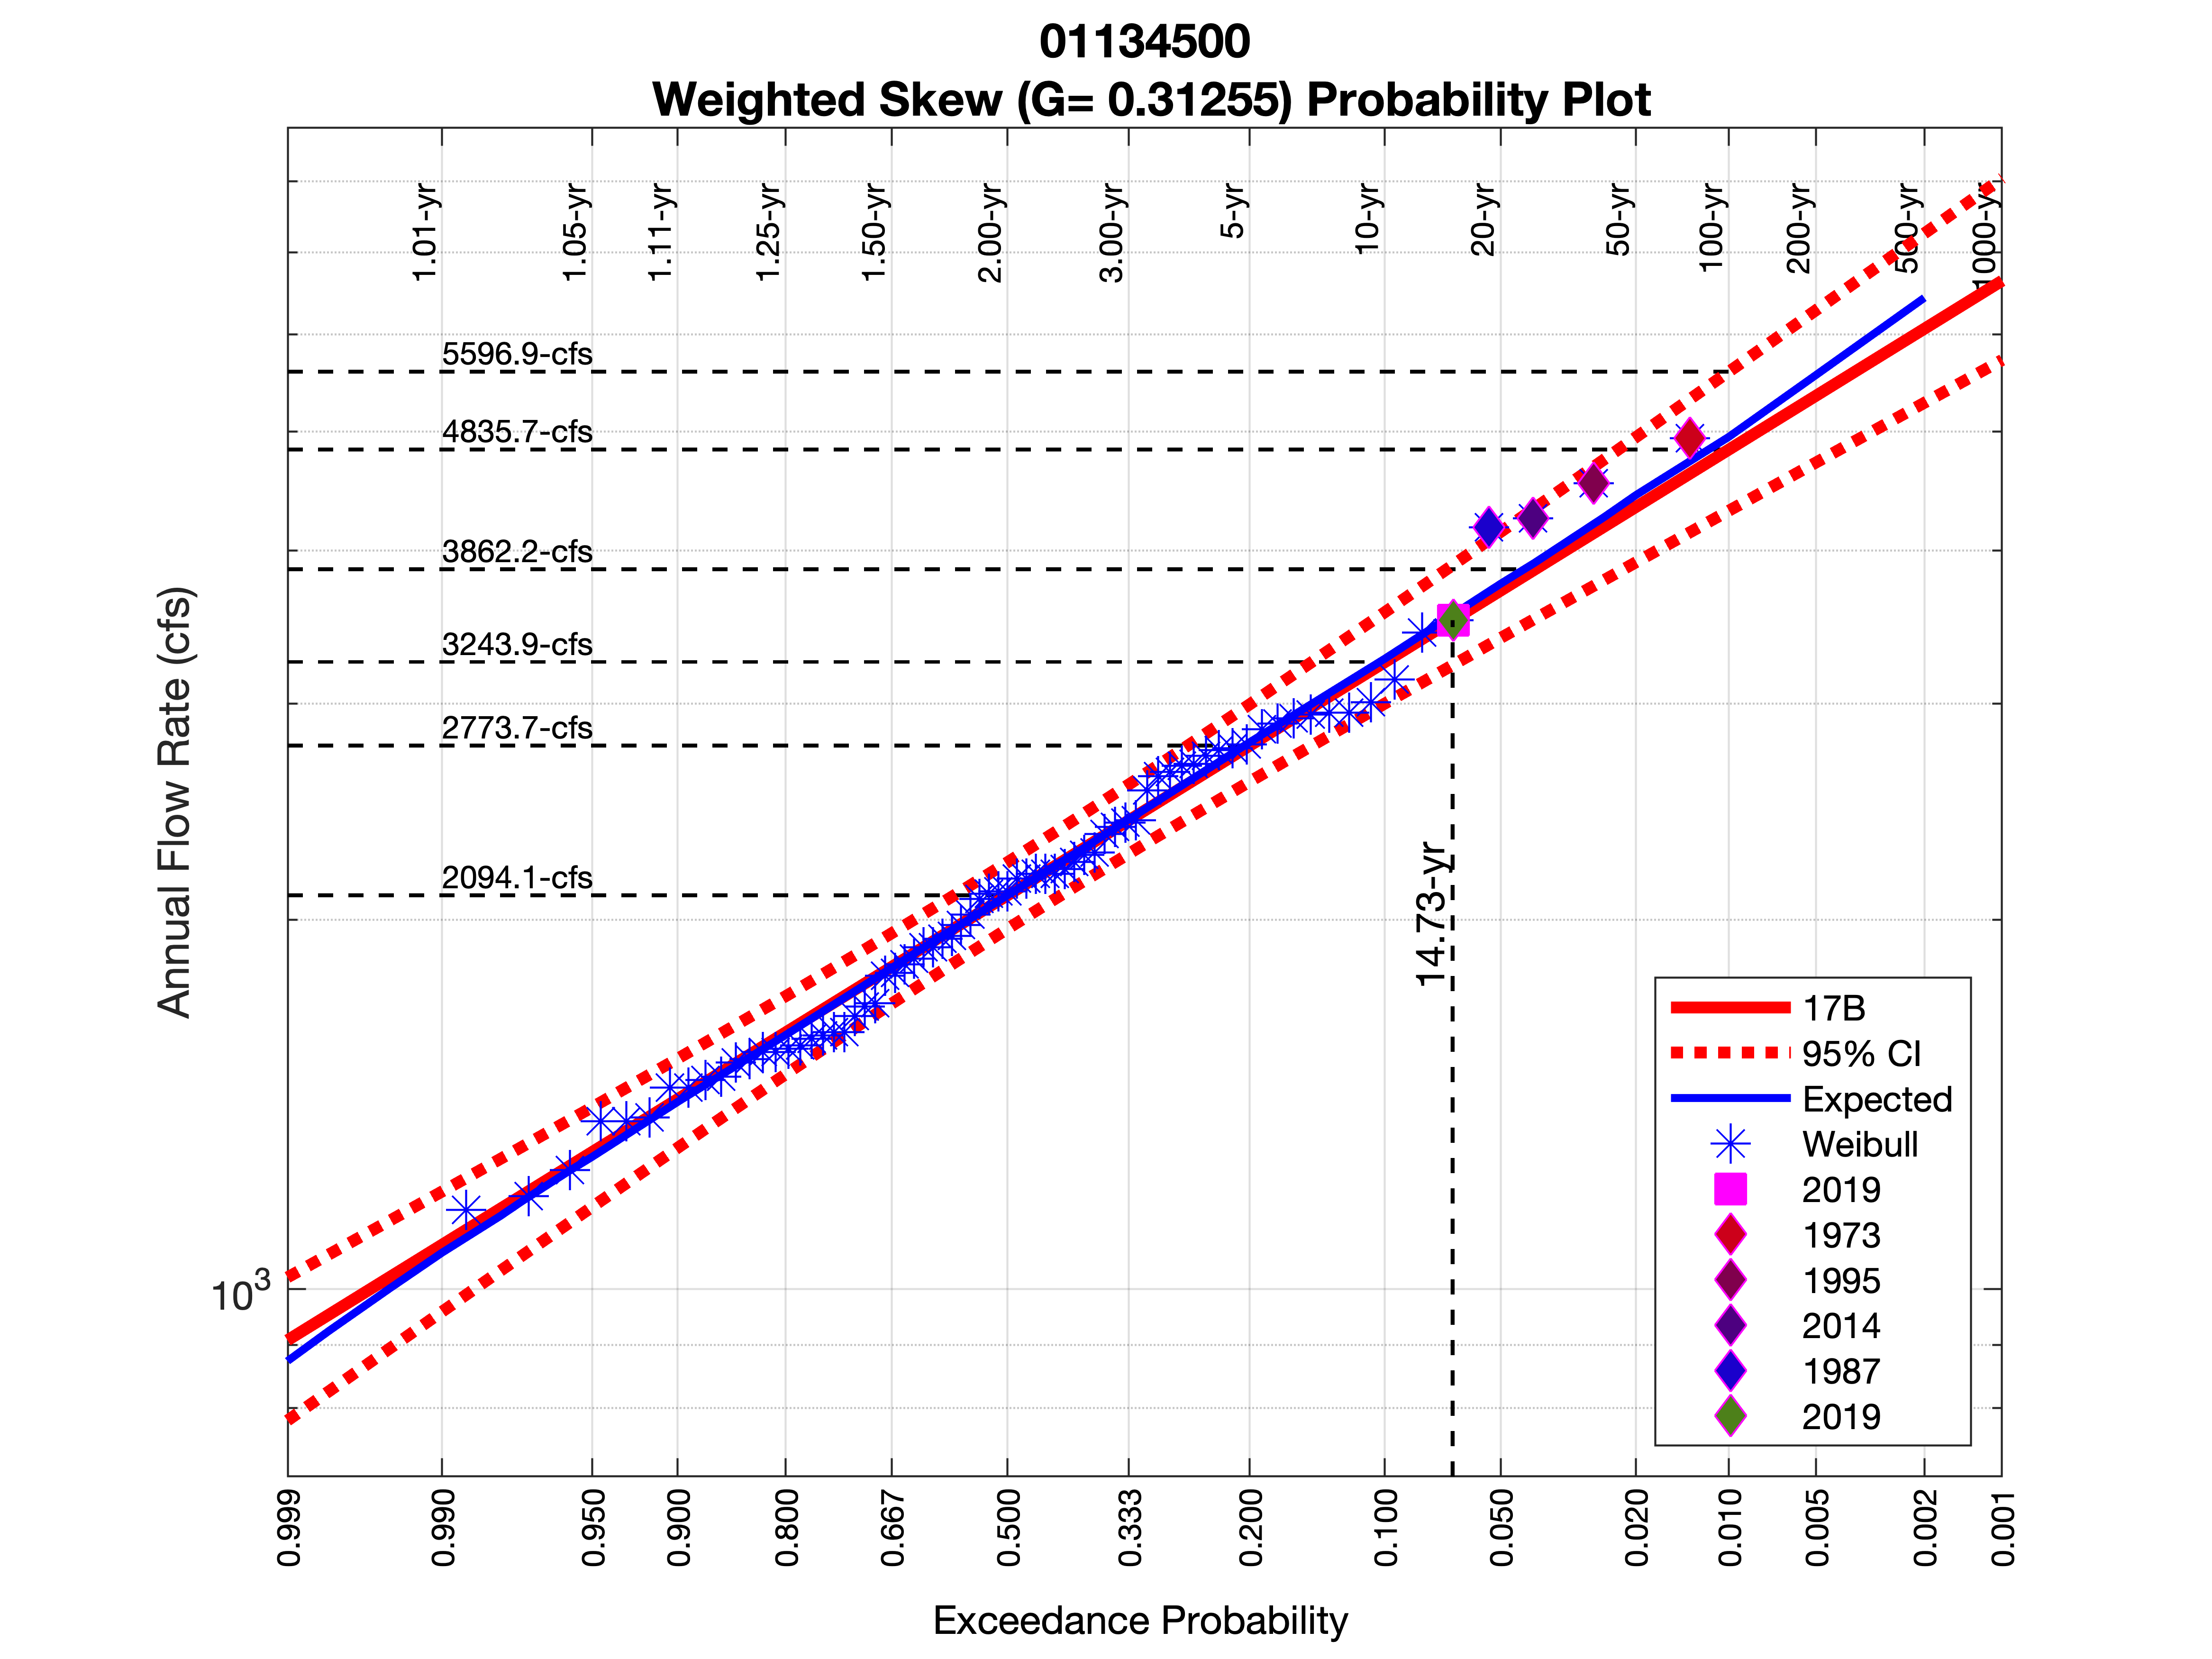 01134500
Weighted Skew (G= 0.31255) Probability Plot
1.01-yr
1.05-yr
1.11-yr
1.25-yr
1.50-yr
2.00-yr
3.00-yr
5-yr
10-yr
20-yr
50-yr
100-yr
200-yr
500-yr
1000-yr
5596.9-cfs
4835.7-cfs
3862.2-cfs
3243.9-cfs
2773.7-cfs
2094.1-cfs
14.73-yr
Annual Flow Rate (cfs)
10³
17B
95% CI
Expected
Weibull
2019
1973
1995
2014
1987
2019
0.999
0.990
0.950
0.900
0.800
0.667
0.500
0.333
0.200
0.100
0.050
0.020
0.010
0.005
0.002
0.001
Exceedance Probability